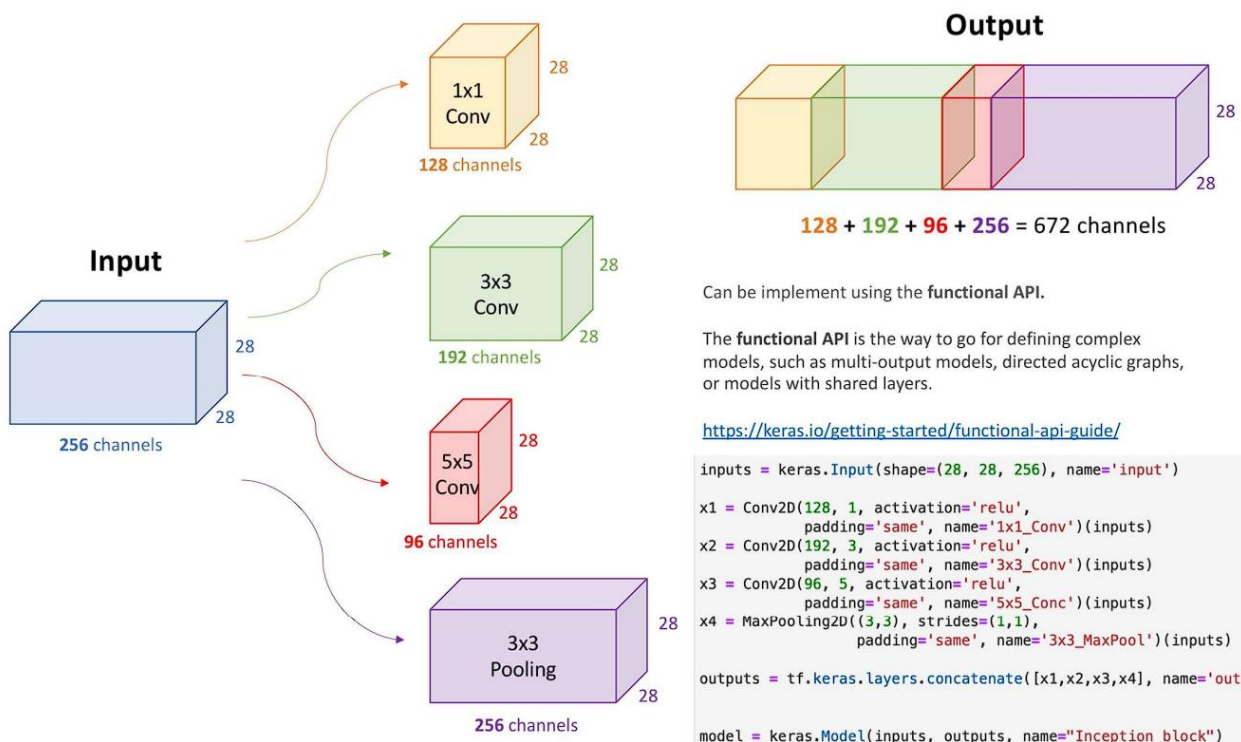 Input
28
28
256 channels
1x1
Conv
28
28
128 channels
3x3
Conv
28
28
192 channels
5x5
Conv
28
28
96 channels
3x3
Pooling
28
28
256 channels
Output
28
28
128 + 192 + 96 + 256 = 672 channels
Can be implement using the functional API.
The functional API is the way to go for defining complex
models, such as multi-output models, directed acyclic graphs,
or models with shared layers.
https://keras.io/getting-started/functional-api-guide/
inputs = keras.Input(shape=(28, 28, 256), name='input')
x1 = Conv2D(128, 1, activation='relu',
padding='same', name='1x1_Conv')(inputs)
x2 = Conv2D(192, 3, activation='relu',
padding='same', name='3x3_Conv')(inputs)
x3 = Conv2D(96, 5, activation='relu',
padding='same', name='5x5_Conc')(inputs)
x4 = MaxPooling2D((3,3), strides=(1,1),
padding='same', name='3x3_MaxPool')(inputs)
outputs = tf.keras.layers.concatenate([x1,x2,x3,x4], name='out
model = keras.Model(inputs, outputs, name="Inception block")